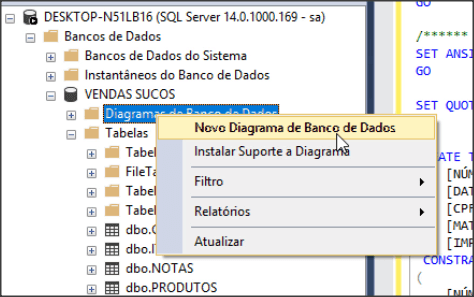 DESKTOP-N51LB16 (SQL Server 14.0.1000.169 - sa)
Bancos de Dados
Bancos de Dados do Sistema
Instantâneos do Banco de Dados
VENDAS SUCOS
Diagramas de Banco de Dados
Tabelas
Tabel
FileTa
Tabel
Tabel
dbo.C
dbo.I
dbo.NOTAS
dbo.PRODUTOS
Novo Diagrama de Banco de Dados
Instalar Suporte a Diagrama
Filtro
Relatórios
Atualizar
GO
/******
SET ANSI
GO
SET QUOT
ATE T
[NÚM
[DAT
[CPF
[MAT
[IMP
CONSTRA
(
[NÚM